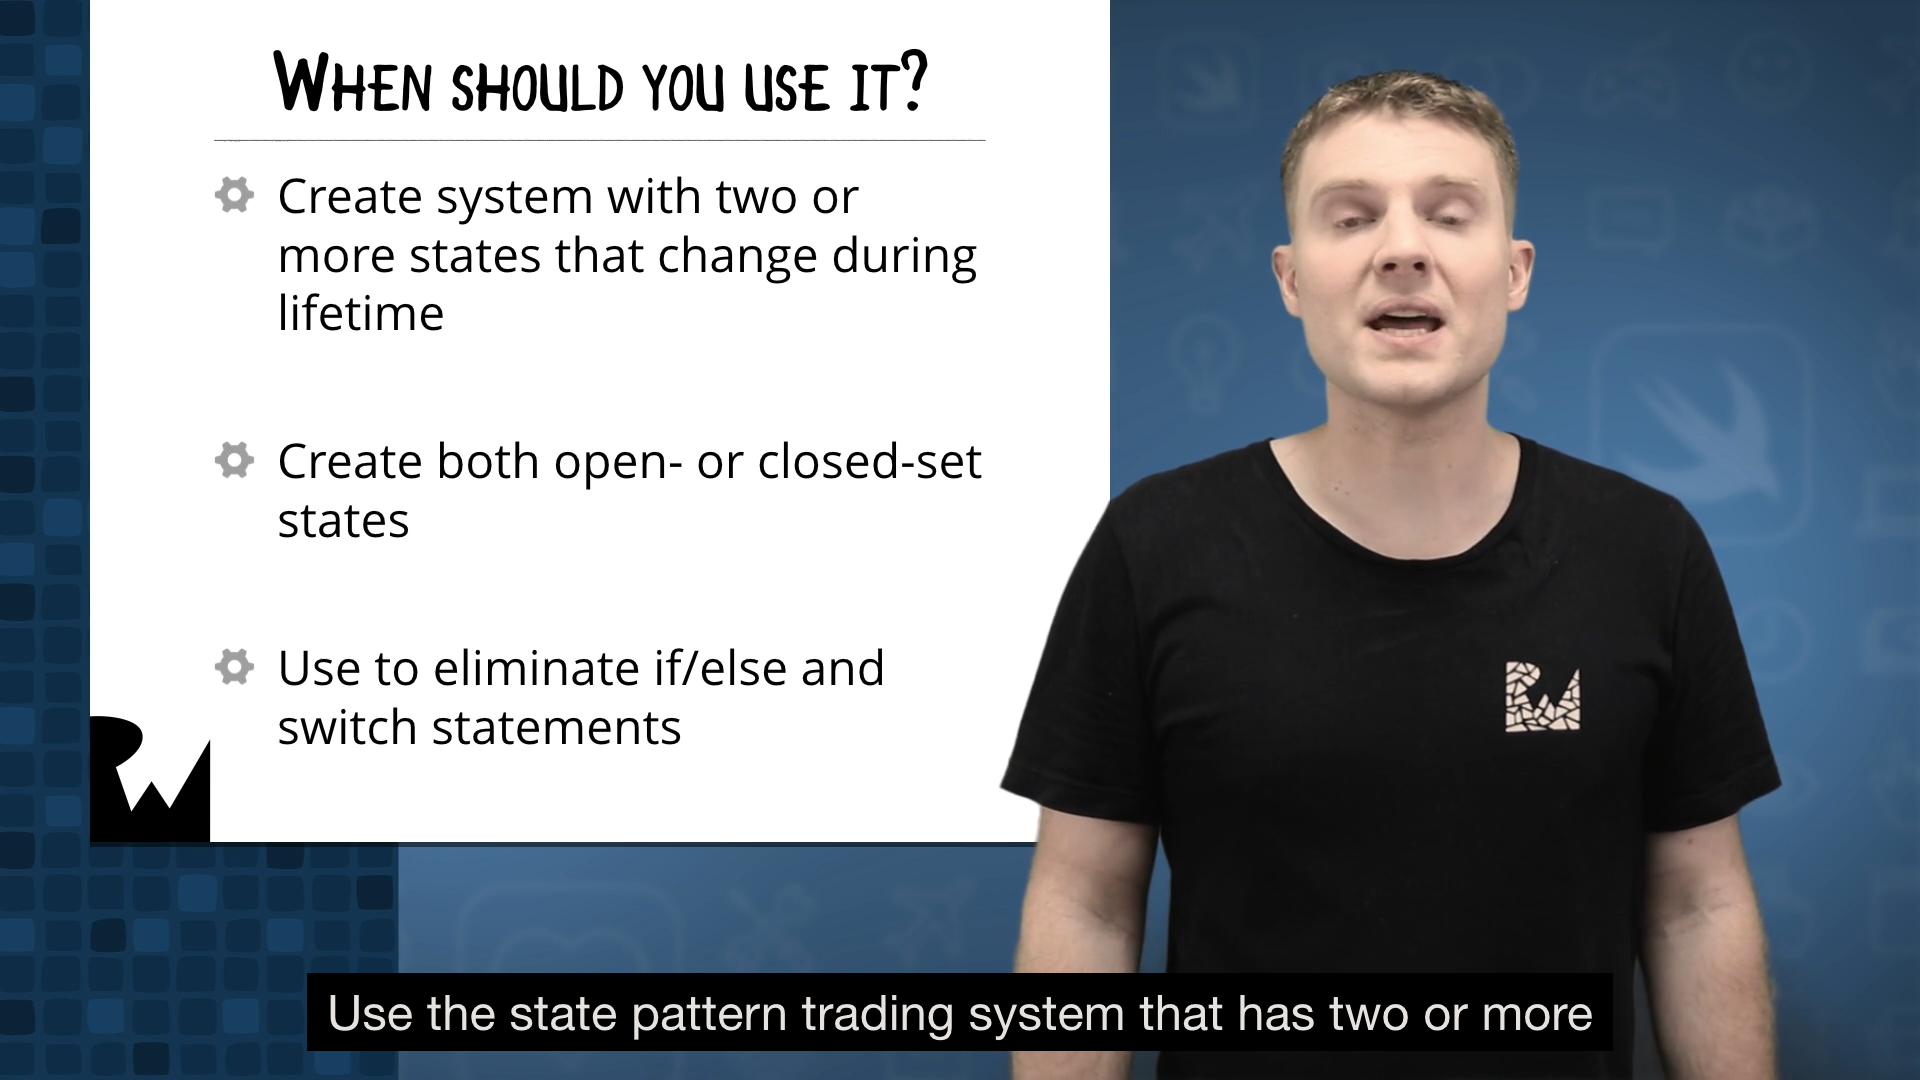 WHEN SHOULD YOU USE IT?
Create system with two or
more states that change during
lifetime
Create both open- or closed-set
states
Use to eliminate if/else and
switch statements
RW
RW
Use the state pattern trading system that has two or more